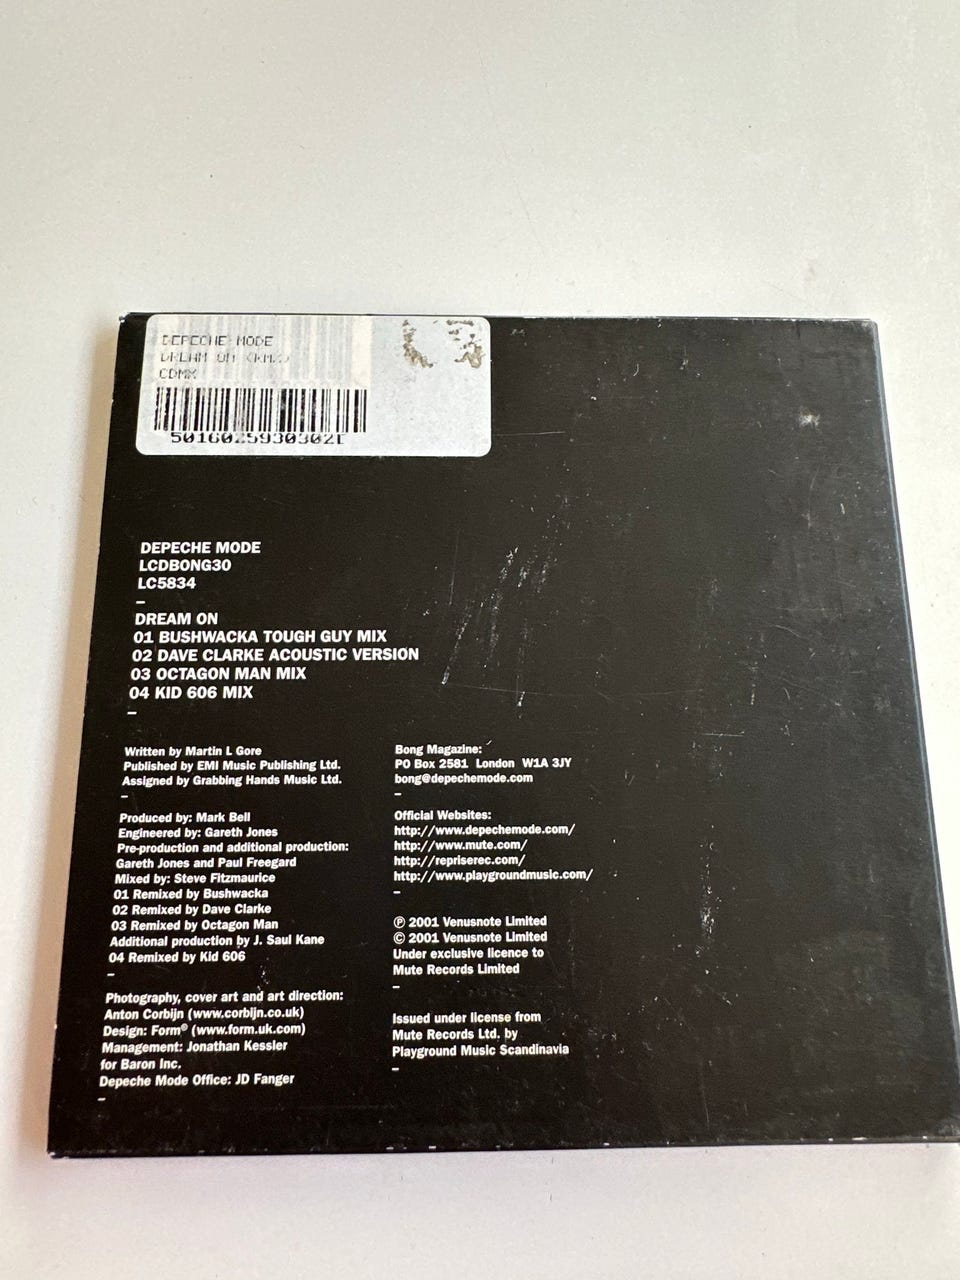 DEPECHE MODE
DREAM ON
CDMX
DEPECHE MODE
LCDBONG30
LC5834
–
DREAM ON
01 BUSHWACKA TOUGH GUY MIX
02 DAVE CLARKE ACOUSTIC VERSION
03 OCTAGON MAN MIX
04 KID 606 MIX
–
Written by Martin L Gore
Published by EMI Music Publishing Ltd.
Assigned by Grabbing Hands Music Ltd.
–
Produced by: Mark Bell
Engineered by: Gareth Jones
Pre-production and additional production:
Gareth Jones and Paul Freegard
Mixed by: Steve Fitzmaurice
01 Remixed by Bushwacka
02 Remixed by Dave Clarke
03 Remixed by Octagon Man
Additional production by J. Saul Kane
04 Remixed by Kid 606
–
Photography, cover art and art direction:
Anton Corbijn (www.corbijn.co.uk)
Design: Form® (www.form.uk.com)
Management: Jonathan Kessler
for Baron Inc.
Depeche Mode Office: JD Fanger
–
Bong Magazine:
PO Box 2581 London W1A 3JY
bong@depechemode.com
–
Official Websites:
http://www.depechemode.com/
http://www.mute.com/
http://repriserec.com/
http://www.playgroundmusic.com/
–
℗ 2001 Venusnote Limited
© 2001 Venusnote Limited
Under exclusive licence to
Mute Records Limited
–
Issued under license from
Mute Records Ltd. by
Playground Music Scandinavia
–